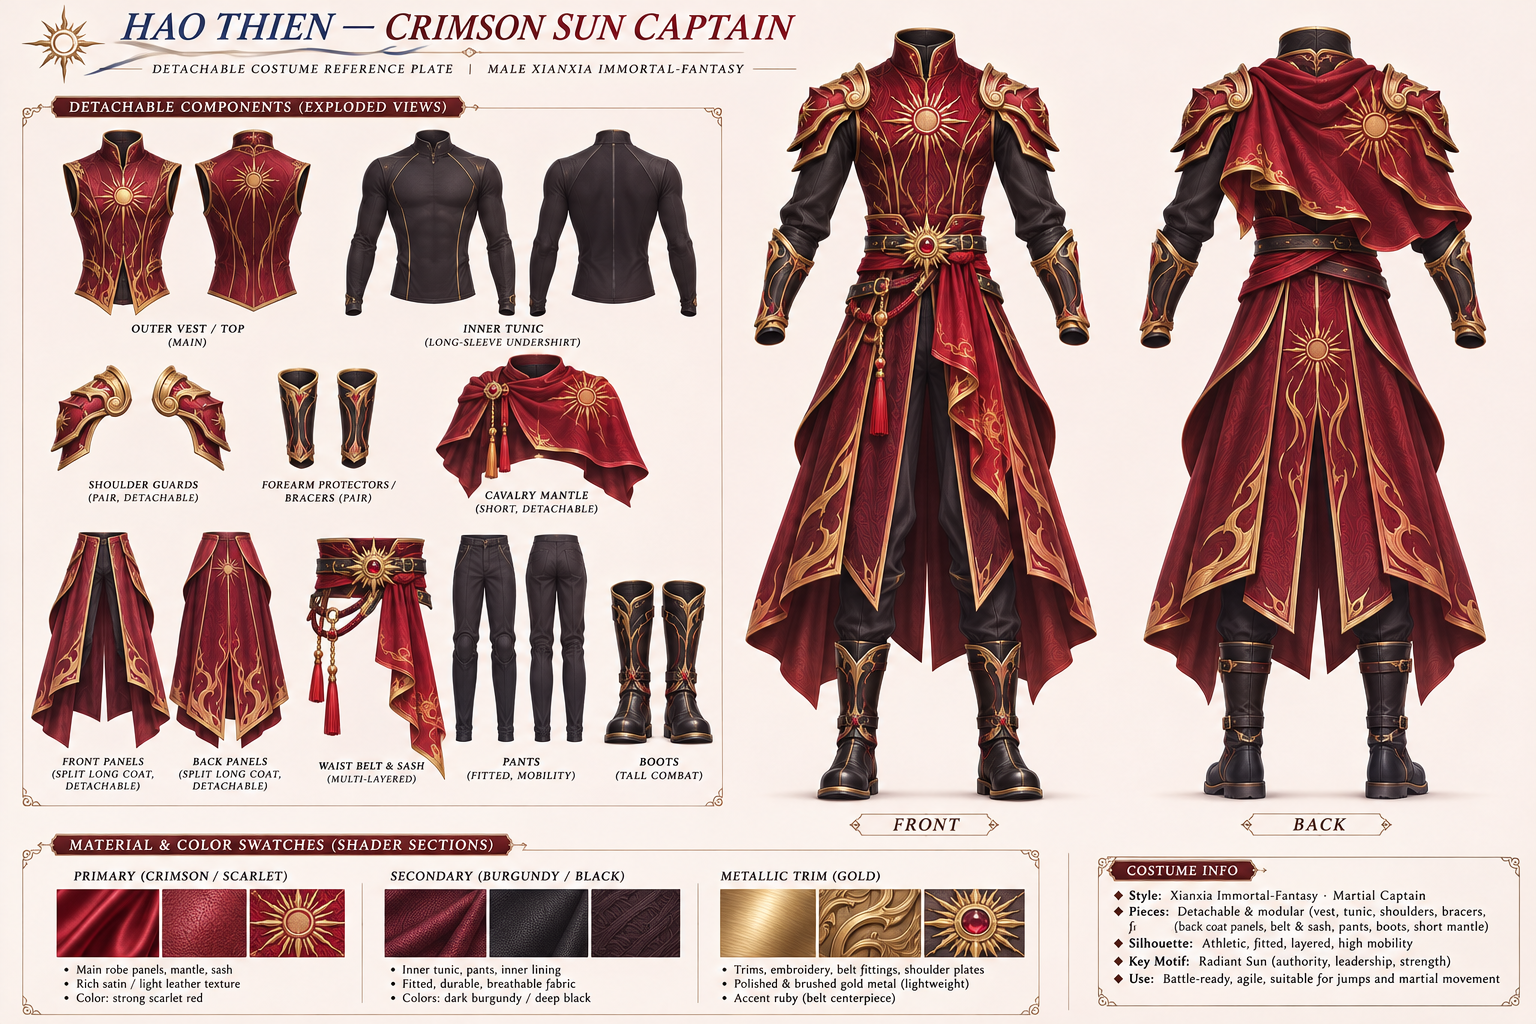 HAO THIEN — CRIMSON SUN CAPTAIN
DETACHABLE COSTUME REFERENCE PLATE | MALE XIANXIA IMMORTAL-FANTASY
DETACHABLE COMPONENTS (EXPLODED VIEWS)
OUTER VEST / TOP
(MAIN)
INNER TUNIC
(LONG-SLEEVE UNDERSHIRT)
SHOULDER GUARDS
(PAIR, DETACHABLE)
FOREARM PROTECTORS /
BRACERS (PAIR)
CAVALRY MANTLE
(SHORT, DETACHABLE)
FRONT PANELS
(SPLIT LONG COAT,
DETACHABLE)
BACK PANELS
(SPLIT LONG COAT,
DETACHABLE)
WAIST BELT & SASH
(MULTI-LAYERED)
PANTS
(FITTED, MOBILITY)
BOOTS
(TALL COMBAT)
FRONT
BACK
MATERIAL & COLOR SWATCHES (SHADER SECTIONS)
PRIMARY (CRIMSON / SCARLET)
• Main robe panels, mantle, sash
• Rich satin / light leather texture
• Color: strong scarlet red
SECONDARY (BURGUNDY / BLACK)
• Inner tunic, pants, inner lining
• Fitted, durable, breathable fabric
• Colors: dark burgundy / deep black
METALLIC TRIM (GOLD)
• Trims, embroidery, belt fittings, shoulder plates
• Polished & brushed gold metal (lightweight)
• Accent ruby (belt centerpiece)
COSTUME INFO
◆ Style: Xianxia Immortal-Fantasy · Martial Captain
◆ Pieces: Detachable & modular (vest, tunic, shoulders, bracers,
(back coat panels, belt & sash, pants, boots, short mantle)
◆ Silhouette: Athletic, fitted, layered, high mobility
◆ Key Motif: Radiant Sun (authority, leadership, strength)
◆ Use: Battle-ready, agile, suitable for jumps and martial movement